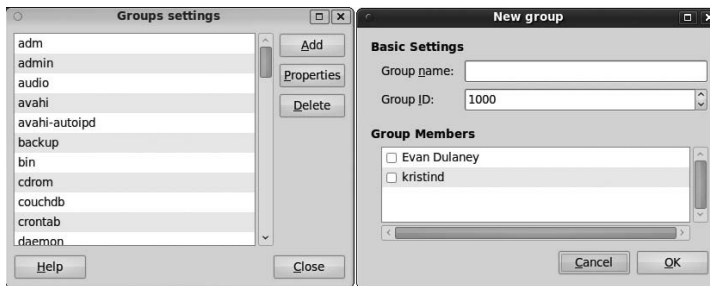 Groups settings
adm
admin
audio
avahi
avahi-autoipd
backup
bin
cdrom
couchdb
crontab
daemon
Add
Properties
Delete
Help
Close
New group
Basic Settings
Group name:
Group ID:
1000
Group Members
Evan Dulaney
kristind
Cancel
OK